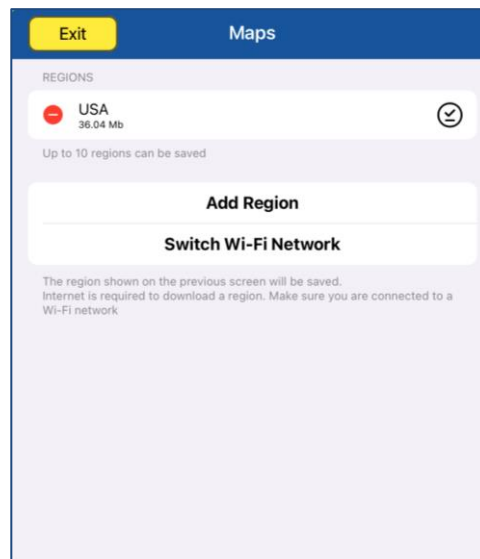 Exit
Maps
REGIONS
USA
36.04 Mb
Up to 10 regions can be saved
Add Region
Switch Wi-Fi Network
The region shown on the previous screen will be saved.
Internet is required to download a region. Make sure you are connected to a
Wi-Fi network